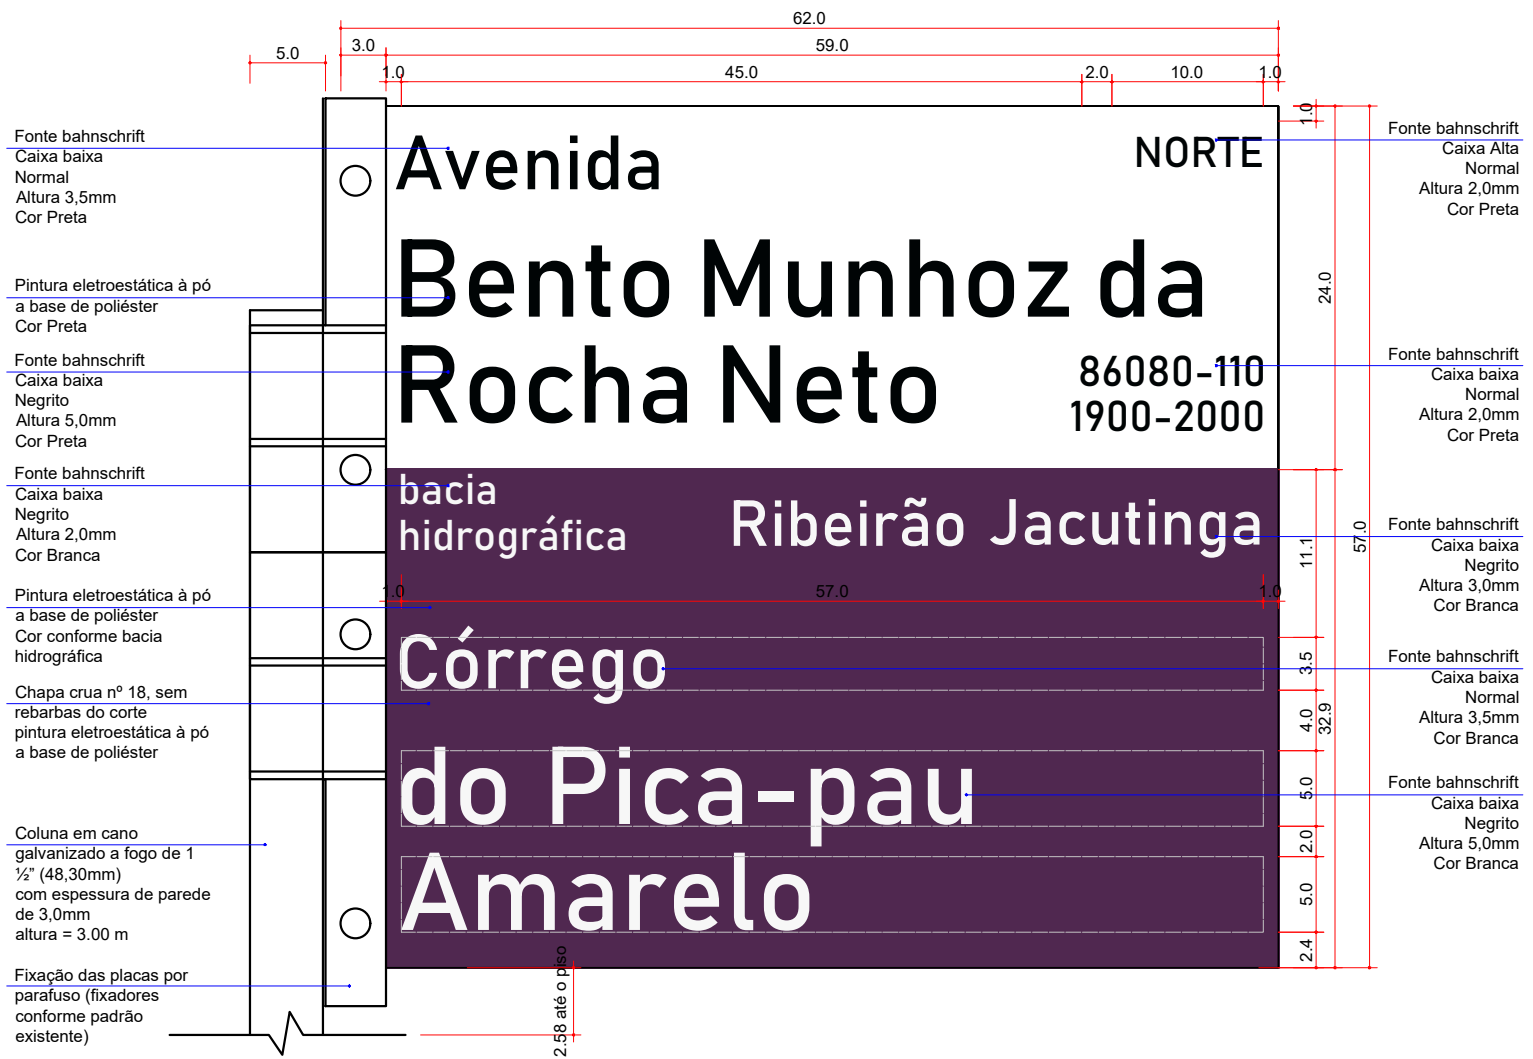 62.0
3.0
59.0
5.0
1.0
45.0
2.0
10.0
1.0
Fonte bahnschrift
Caixa baixa
Normal
Altura 3,5mm
Cor Preta
Pintura eletroestática à pó
a base de poliéster
Cor Preta
Fonte bahnschrift
Caixa baixa
Negrito
Altura 5,0mm
Cor Preta
Fonte bahnschrift
Caixa baixa
Negrito
Altura 2,0mm
Cor Branca
Pintura eletroestática à pó
a base de poliéster
Cor conforme bacia
hidrográfica
Chapa crua nº 18, sem
rebarbas do corte
pintura eletroestática à pó
a base de poliéster
Coluna em cano
galvanizado a fogo de 1
½" (48,30mm)
com espessura de parede
de 3,0mm
altura = 3.00 m
Fixação das placas por
parafuso (fixadores
conforme padrão
existente)
Avenida
NORTE
Bento Munhoz da
Rocha Neto
86080-110
1900-2000
bacia
hidrográfica
Ribeirão Jacutinga
1.0
57.0
1.0
Córrego
do Pica-pau
Amarelo
2.58 até o piso
1.0
24.0
57.0
11.1
3.5
4.0
32.9
5.0
2.0
5.0
2.4
Fonte bahnschrift
Caixa Alta
Normal
Altura 2,0mm
Cor Preta
Fonte bahnschrift
Caixa baixa
Normal
Altura 2,0mm
Cor Preta
Fonte bahnschrift
Caixa baixa
Negrito
Altura 3,0mm
Cor Branca
Fonte bahnschrift
Caixa baixa
Normal
Altura 3,5mm
Cor Branca
Fonte bahnschrift
Caixa baixa
Negrito
Altura 5,0mm
Cor Branca